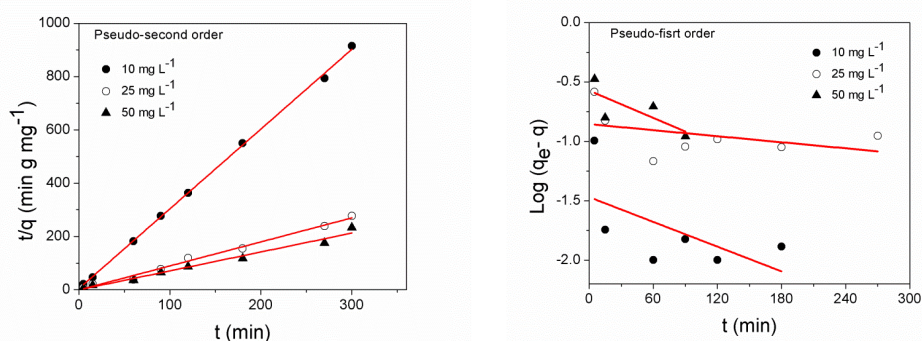 Pseudo-second order
10 mg L⁻¹
25 mg L⁻¹
50 mg L⁻¹
1000
800
600
400
200
0
0 100 200 300
t (min)
t/q (min g mg⁻¹)
Pseudo-fisrt order
10 mg L⁻¹
25 mg L⁻¹
50 mg L⁻¹
0.0
-0.5
-1.0
-1.5
-2.0
0 60 120 180 240 300
t (min)
Log (qₑ- q)